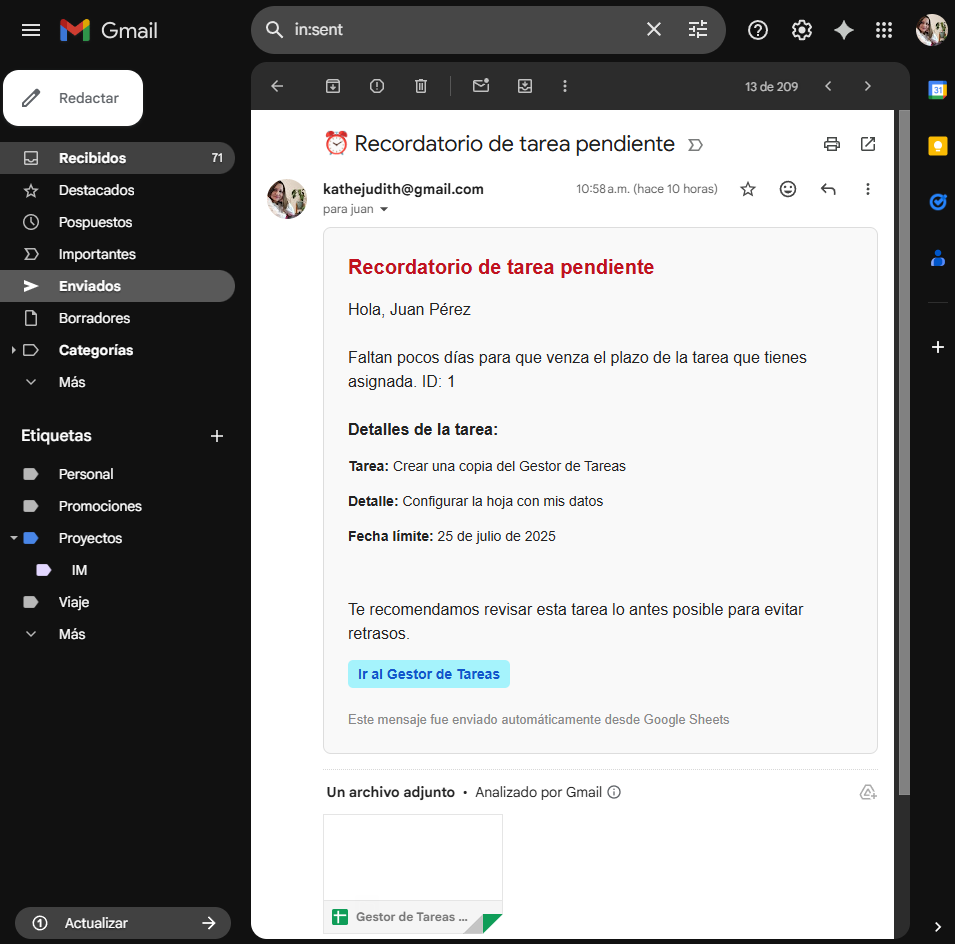 Gmail
in:sent
Redactar
13 de 209
31
Recibidos 71
Destacados
Pospuestos
Importantes
Enviados
Borradores
Categorías
Más
Etiquetas
Personal
Promociones
Proyectos
IM
Viaje
Más
Actualizar
⏰ Recordatorio de tarea pendiente
kathejudith@gmail.com 10:58 a.m. (hace 10 horas)
para juan
Recordatorio de tarea pendiente
Hola, Juan Pérez
Faltan pocos días para que venza el plazo de la tarea que tienes
asignada. ID: 1
Detalles de la tarea:
Tarea: Crear una copia del Gestor de Tareas
Detalle: Configurar la hoja con mis datos
Fecha límite: 25 de julio de 2025
Te recomendamos revisar esta tarea lo antes posible para evitar
retrasos.
Ir al Gestor de Tareas
Este mensaje fue enviado automáticamente desde Google Sheets
Un archivo adjunto • Analizado por Gmail
Gestor de Tareas ...